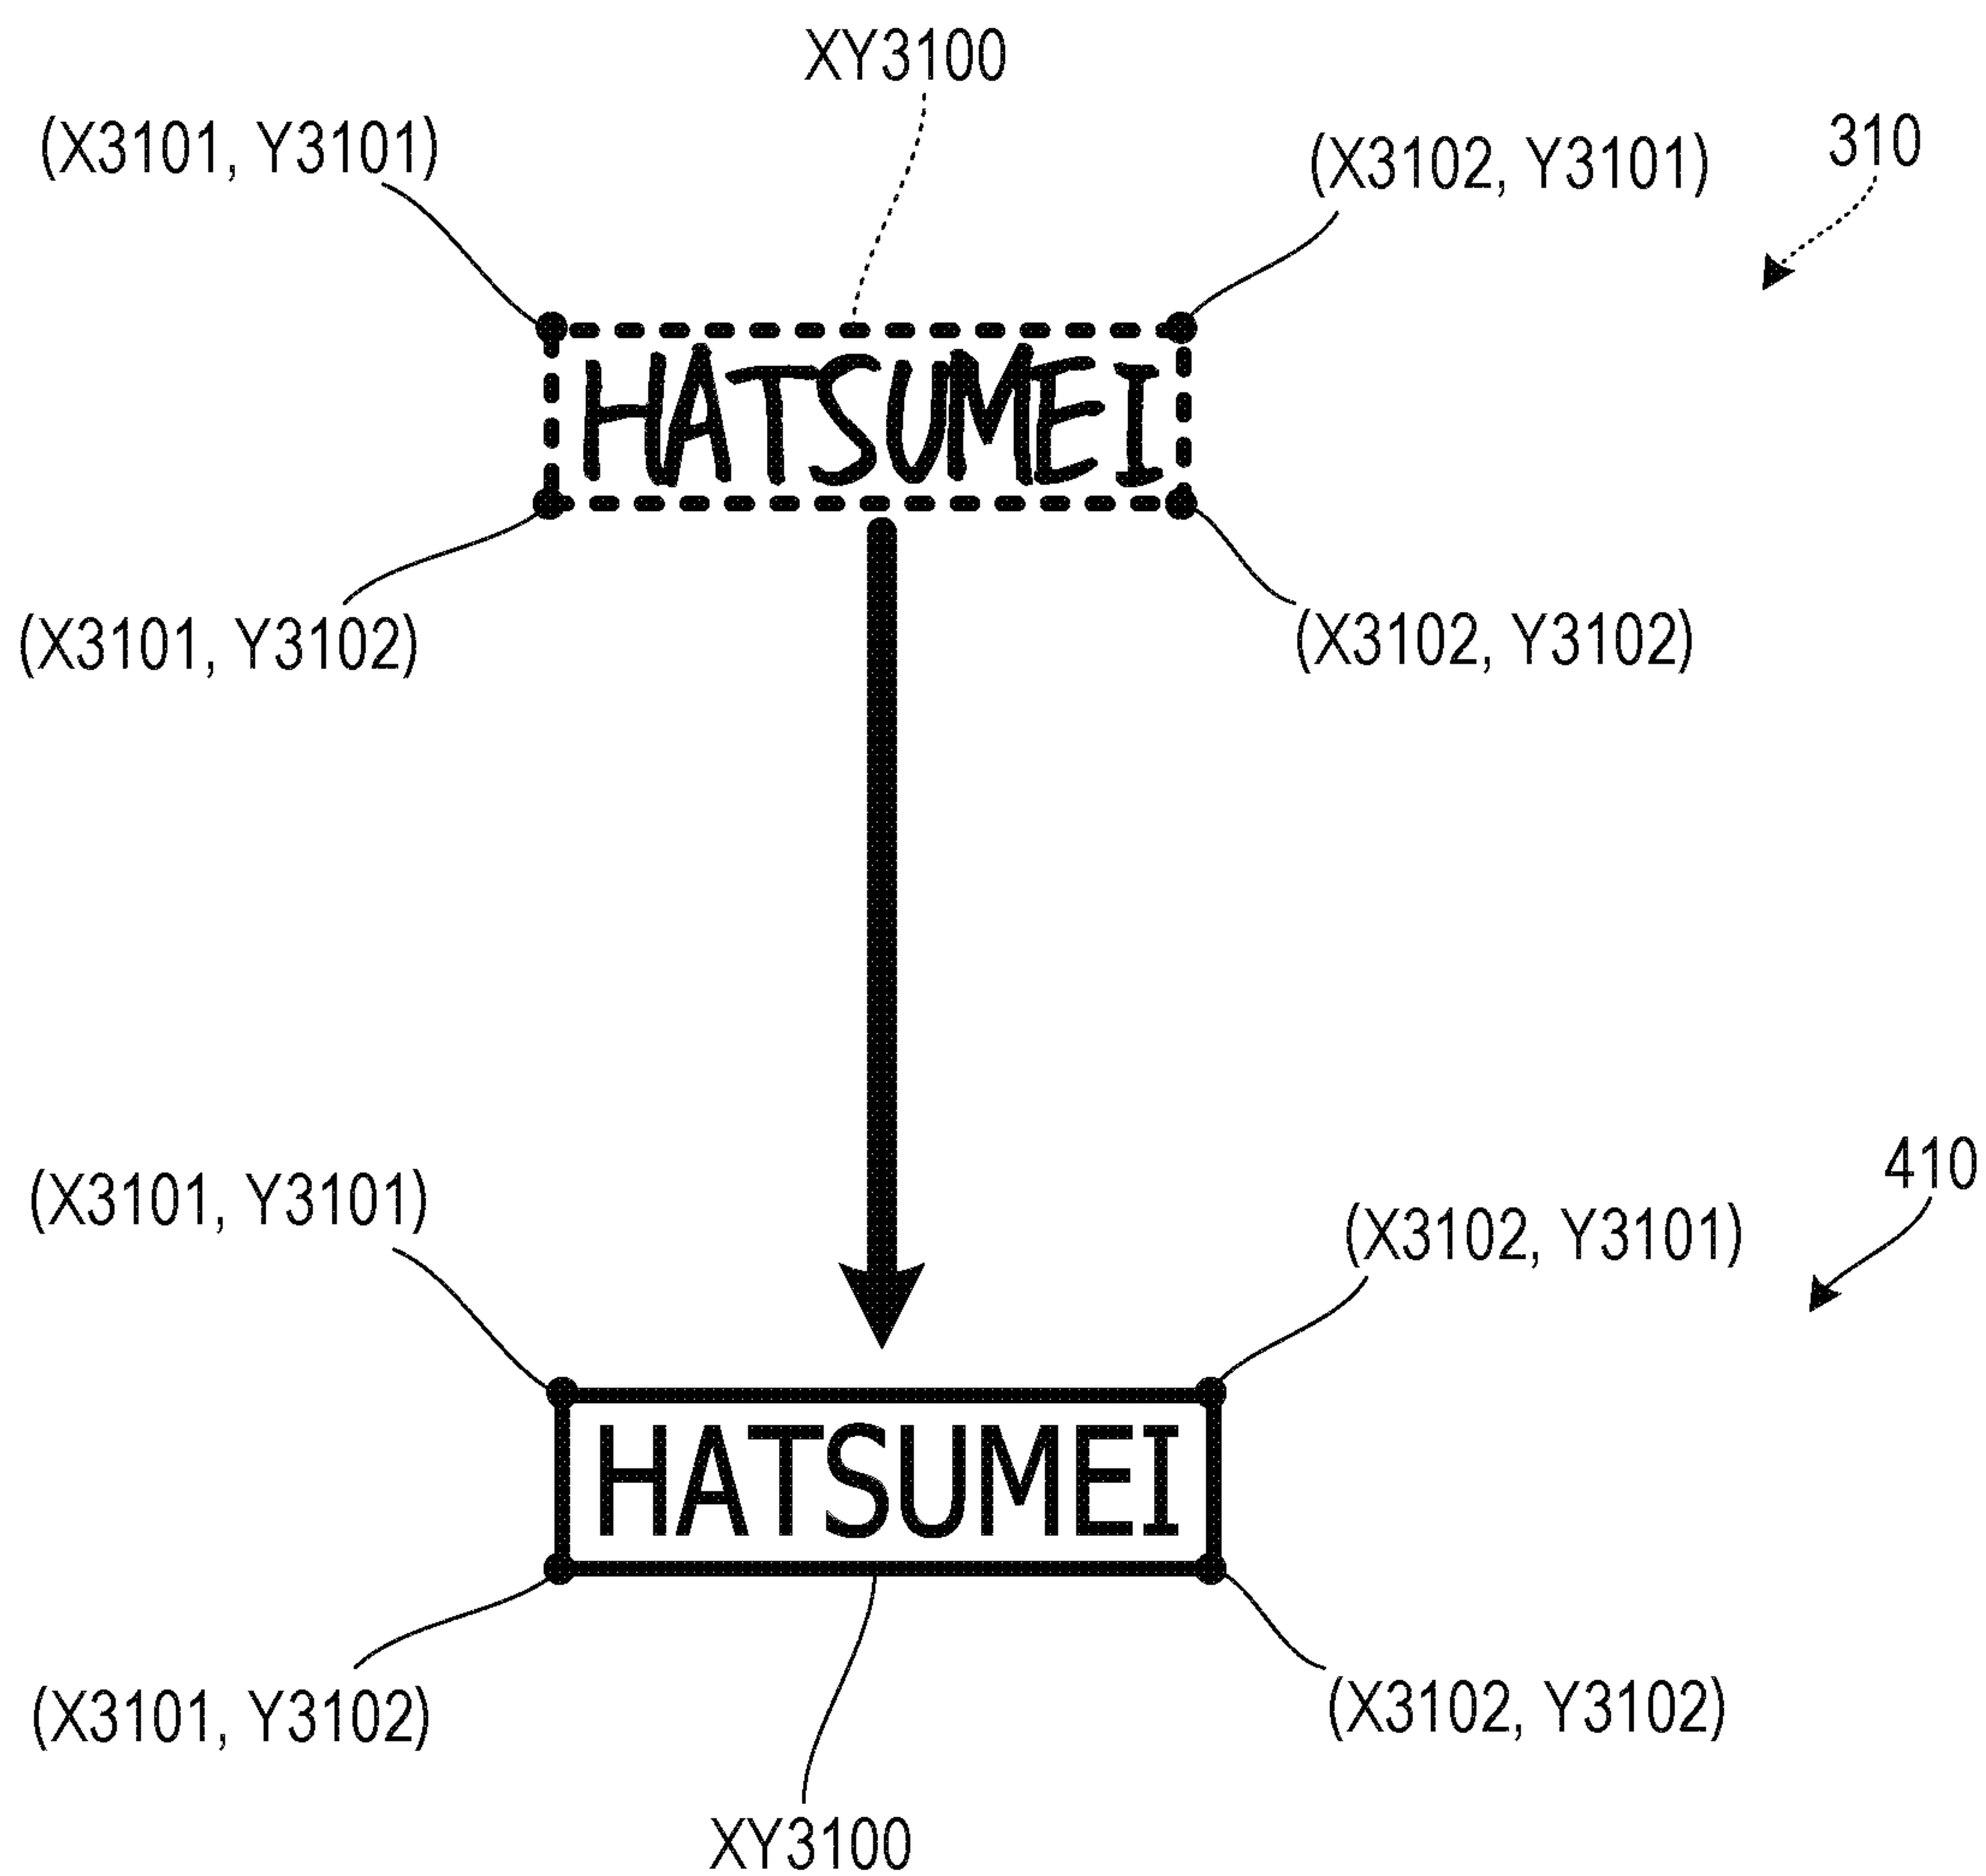 XY3100
(X3101, Y3101)
(X3102, Y3101)
310
HATSUMEI
(X3101, Y3102)
(X3102, Y3102)
410
(X3101, Y3101)
(X3102, Y3101)
HATSUMEI
(X3101, Y3102)
(X3102, Y3102)
XY3100